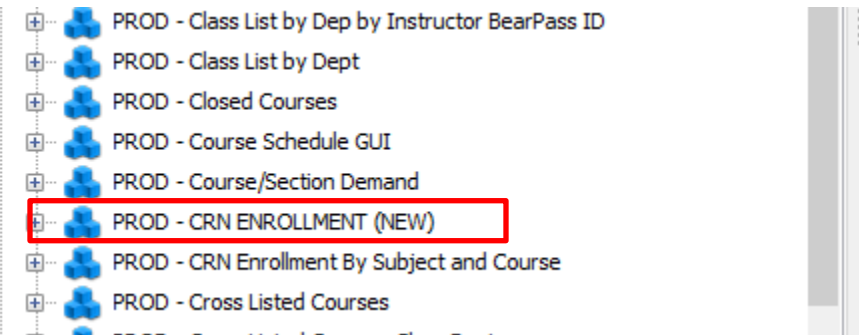 PROD - Class List by Dep by Instructor BearPass ID
PROD - Class List by Dept
PROD - Closed Courses
PROD - Course Schedule GUI
PROD - Course/Section Demand
PROD - CRN ENROLLMENT (NEW)
PROD - CRN Enrollment By Subject and Course
PROD - Cross Listed Courses